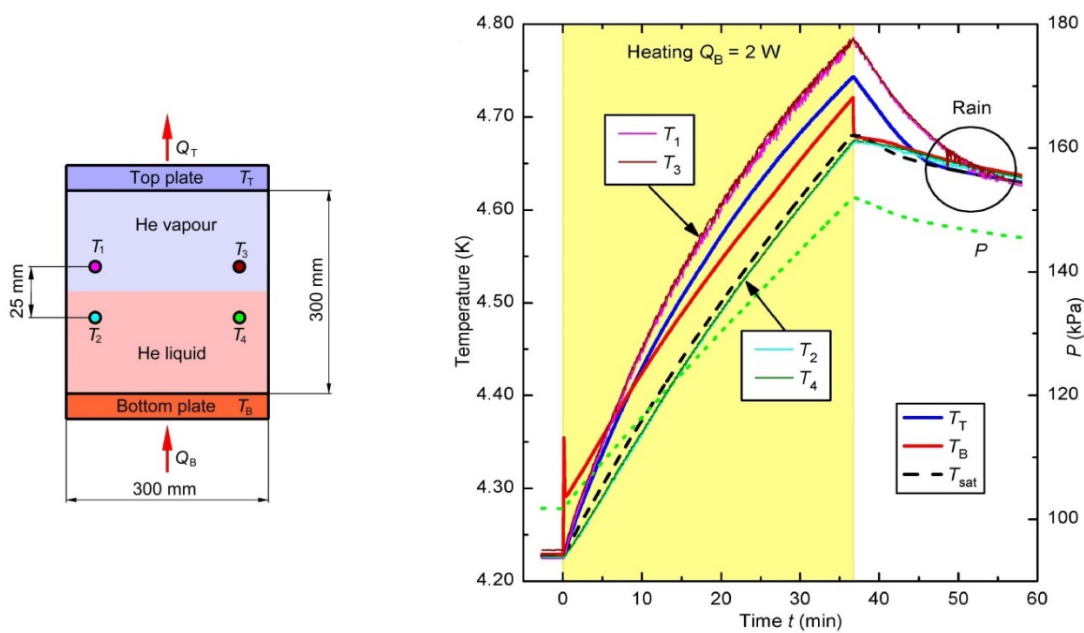 Q_T
Top plate T_T
He vapour
T_1
T_3
25 mm
300 mm
T_2
T_4
He liquid
Bottom plate T_B
Q_B
300 mm
Heating Q_B = 2 W
T_1
T_3
Rain
P
T_2
T_4
T_T
T_B
T_sat
Temperature (K)
4.80
4.70
4.60
4.50
4.40
4.30
4.20
P (kPa)
180
160
140
120
100
0 10 20 30 40 50 60
Time t (min)